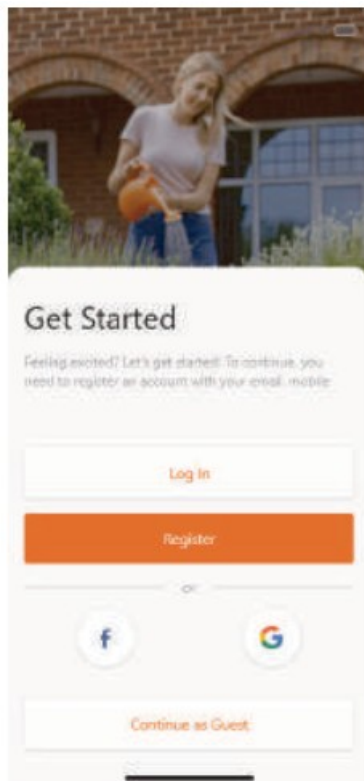 Get Started
Feeling excited? Let's get started! To continue, you
need to register an account with your email, mobile
Log In
Register
or
f
G
Continue as Guest